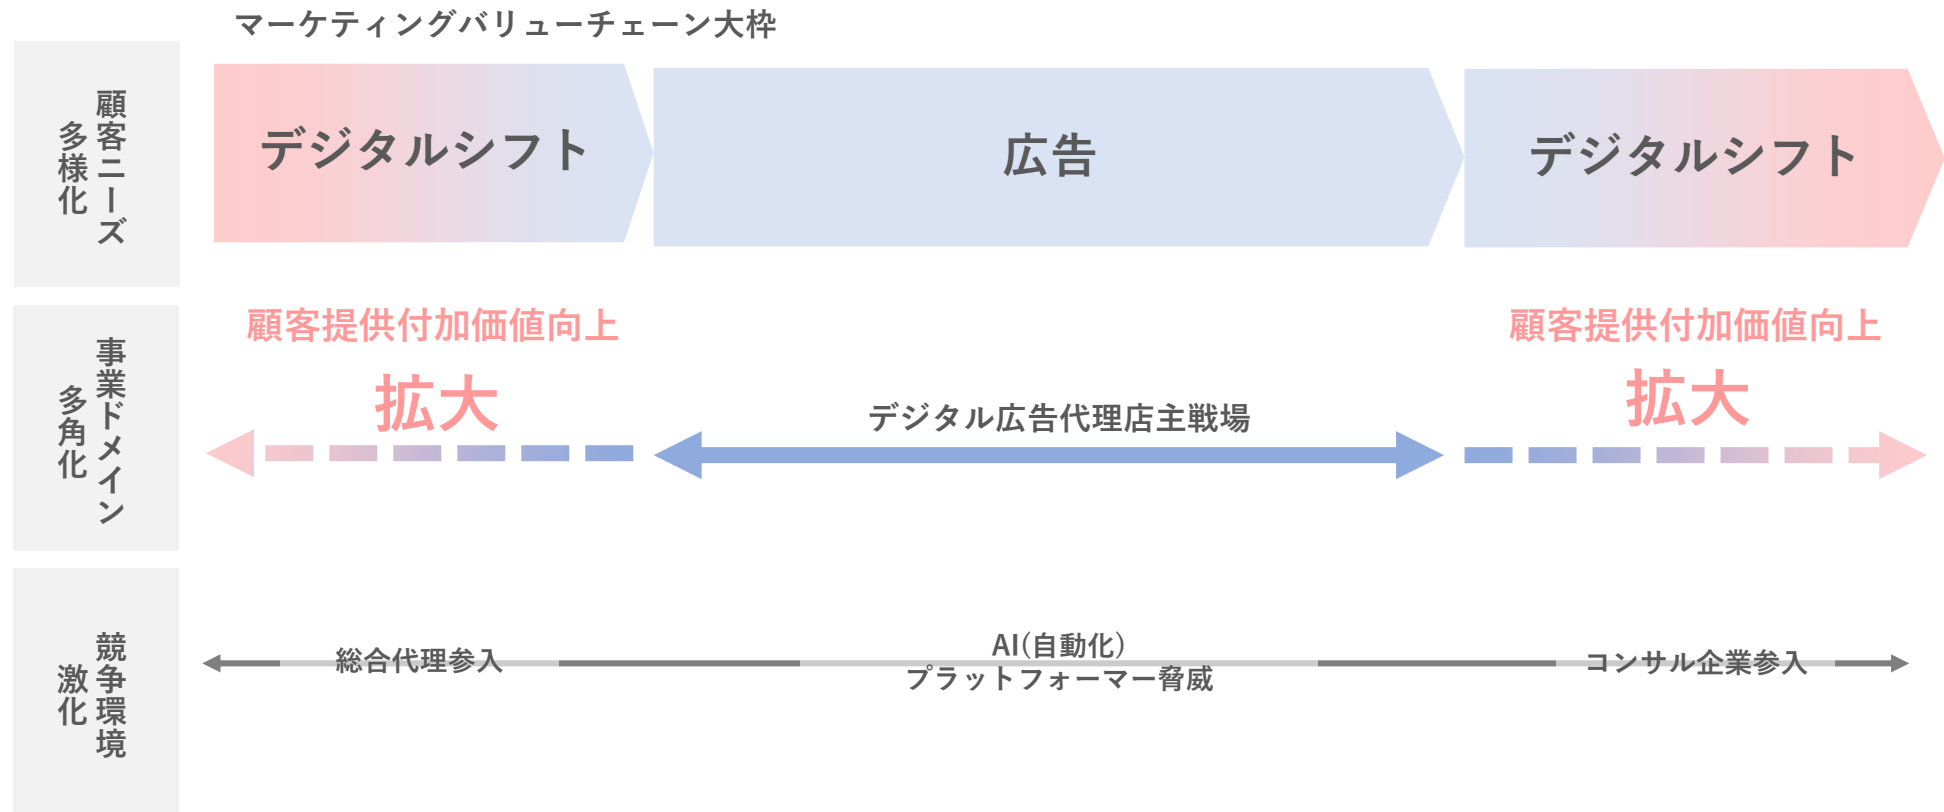 マーケティングバリューチェーン大枠
顧客ニーズ
多様化
デジタルシフト
広告
デジタルシフト
事業ドメイン
多角化
顧客提供付加価値向上
拡大
デジタル広告代理店主戦場
顧客提供付加価値向上
拡大
競争環境
激化
総合代理参入
AI(自動化)
プラットフォーマー脅威
コンサル企業参入